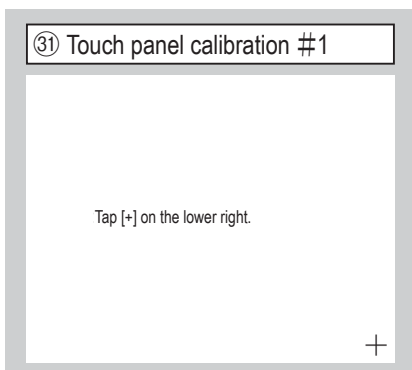 ㉛ Touch panel calibration #1
Tap [+] on the lower right.
+